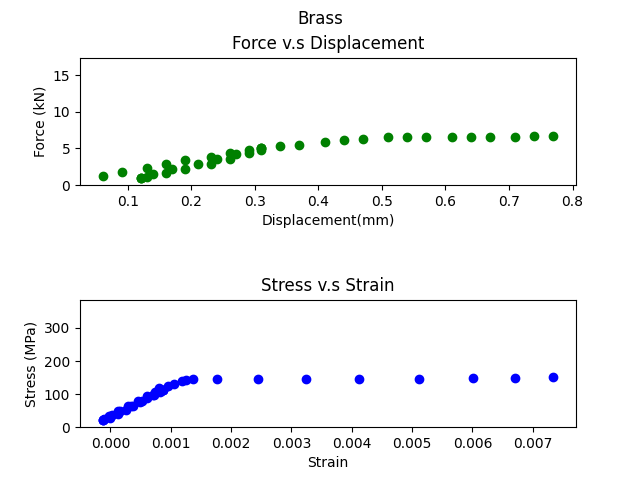 Brass
Force v.s Displacement
15
10
5
0
Force (kN)
0.1 0.2 0.3 0.4 0.5 0.6 0.7 0.8
Displacement(mm)
Stress v.s Strain
300
200
100
0
Stress (MPa)
0.000 0.001 0.002 0.003 0.004 0.005 0.006 0.007
Strain